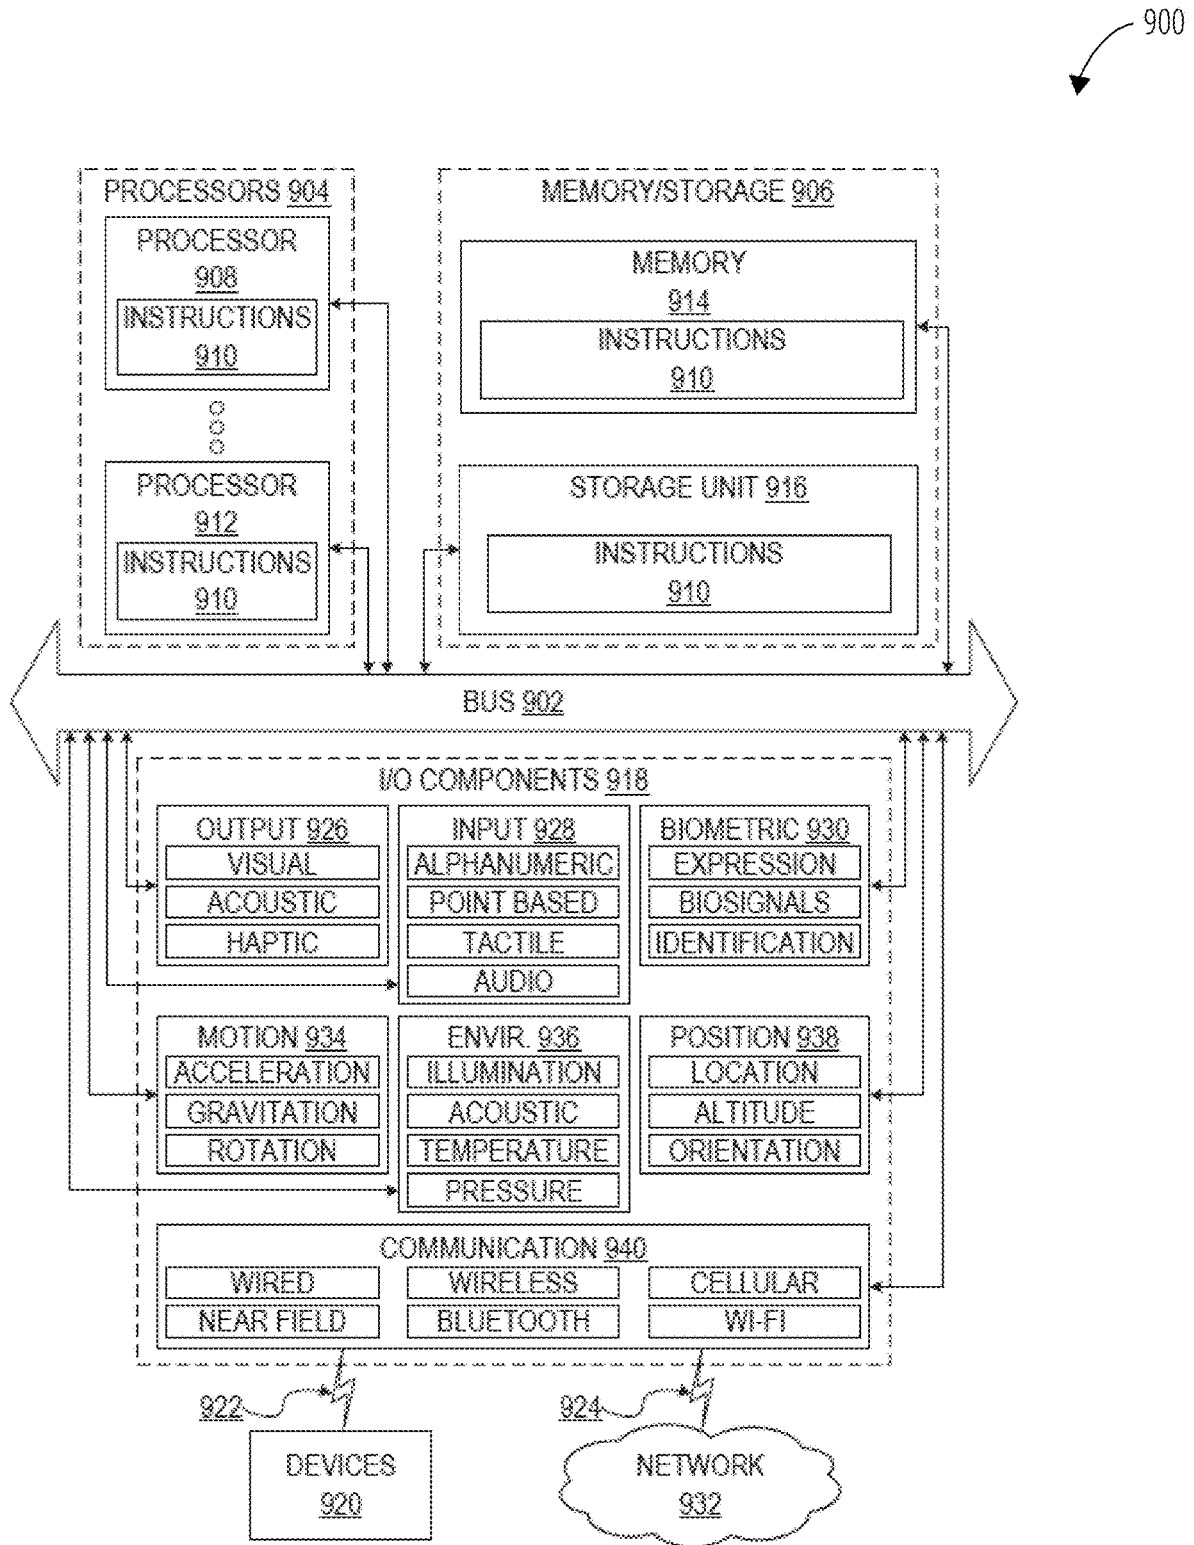 900
PROCESSORS 904
PROCESSOR
908
INSTRUCTIONS
910
PROCESSOR
912
INSTRUCTIONS
910
MEMORY/STORAGE 906
MEMORY
914
INSTRUCTIONS
910
STORAGE UNIT 916
INSTRUCTIONS
910
BUS 902
I/O COMPONENTS 918
OUTPUT 926
VISUAL
ACOUSTIC
HAPTIC
INPUT 928
ALPHANUMERIC
POINT BASED
TACTILE
AUDIO
BIOMETRIC 930
EXPRESSION
BIOSIGNALS
IDENTIFICATION
MOTION 934
ACCELERATION
GRAVITATION
ROTATION
ENVIR. 936
ILLUMINATION
ACOUSTIC
TEMPERATURE
PRESSURE
POSITION 938
LOCATION
ALTITUDE
ORIENTATION
COMMUNICATION 940
WIRED
WIRELESS
CELLULAR
NEAR FIELD
BLUETOOTH
WI-FI
922
924
DEVICES
920
NETWORK
932